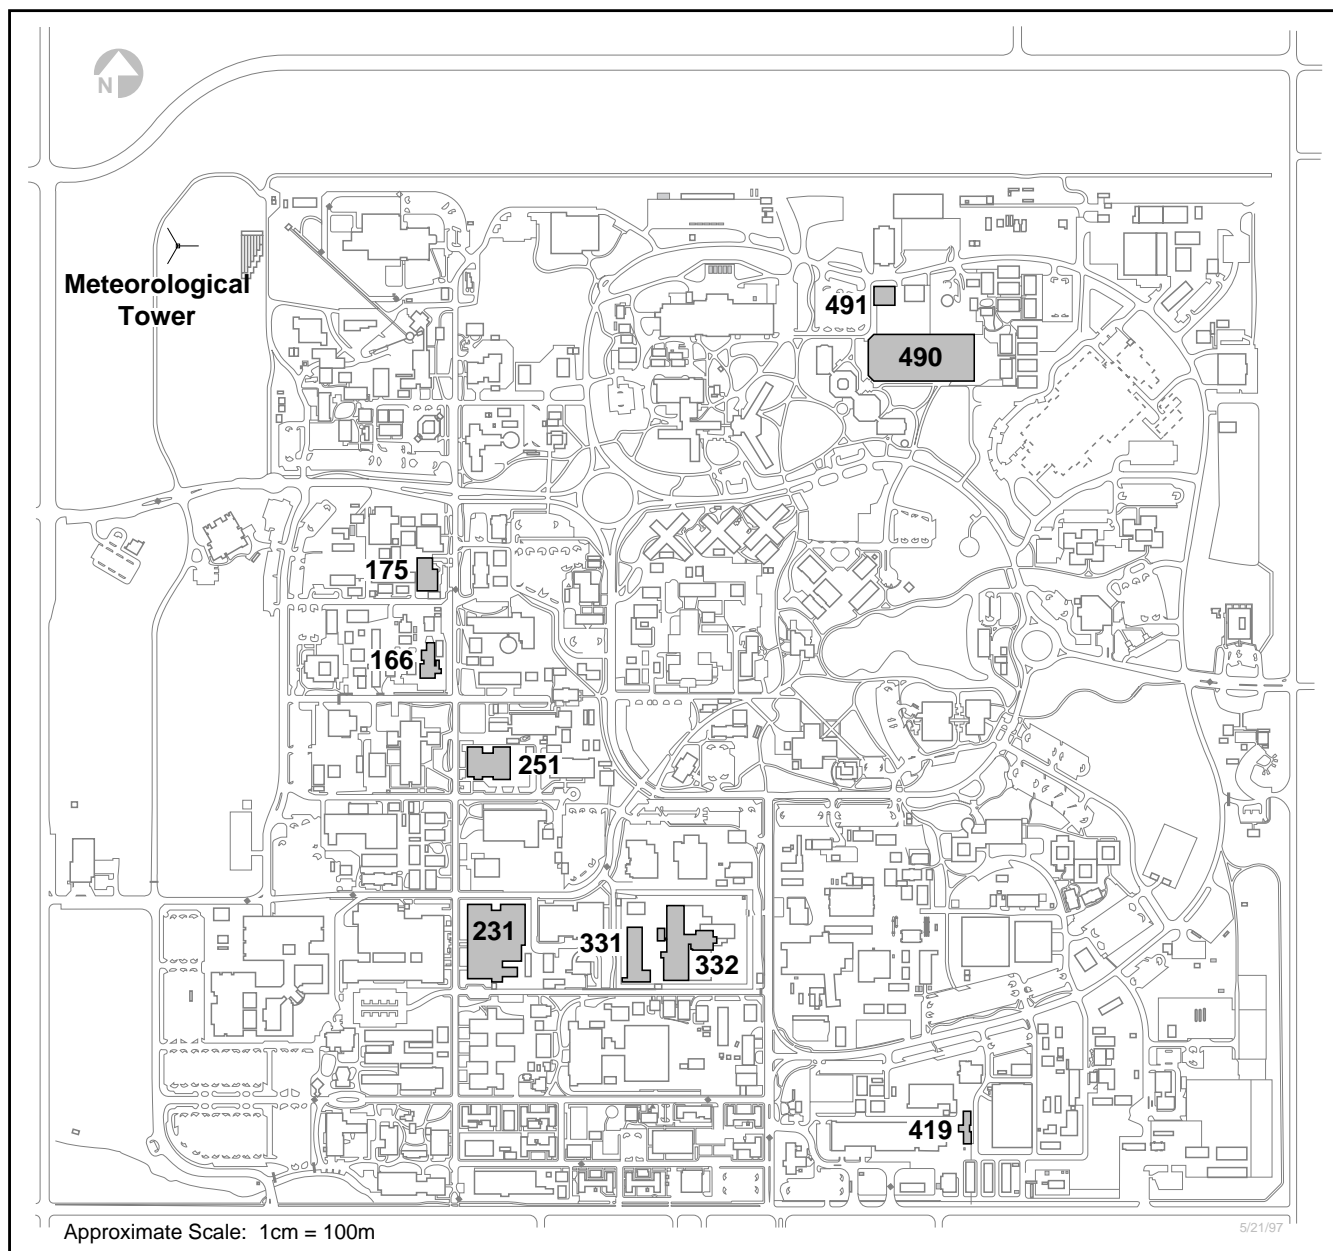 N
Meteorological
Tower
491
490
175
166
251
231
331
332
419
Approximate Scale: 1cm = 100m
5/21/97